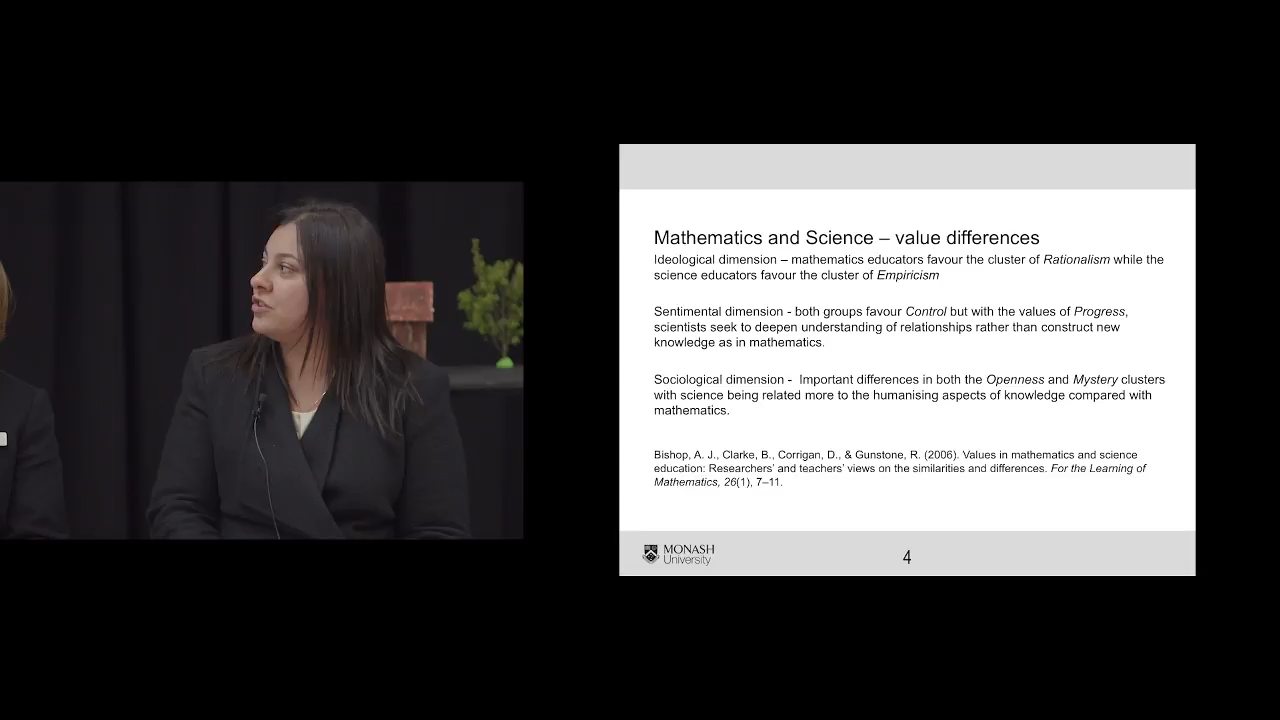 Mathematics and Science – value differences
Ideological dimension – mathematics educators favour the cluster of Rationalism while the
science educators favour the cluster of Empiricism
Sentimental dimension - both groups favour Control but with the values of Progress,
scientists seek to deepen understanding of relationships rather than construct new
knowledge as in mathematics.
Sociological dimension -  Important differences in both the Openness and Mystery clusters
with science being related more to the humanising aspects of knowledge compared with
mathematics.
Bishop, A. J., Clarke, B., Corrigan, D., & Gunstone, R. (2006). Values in mathematics and science
education: Researchers’ and teachers’ views on the similarities and differences. For the Learning of
Mathematics, 26(1), 7–11.
MONASH
University
4